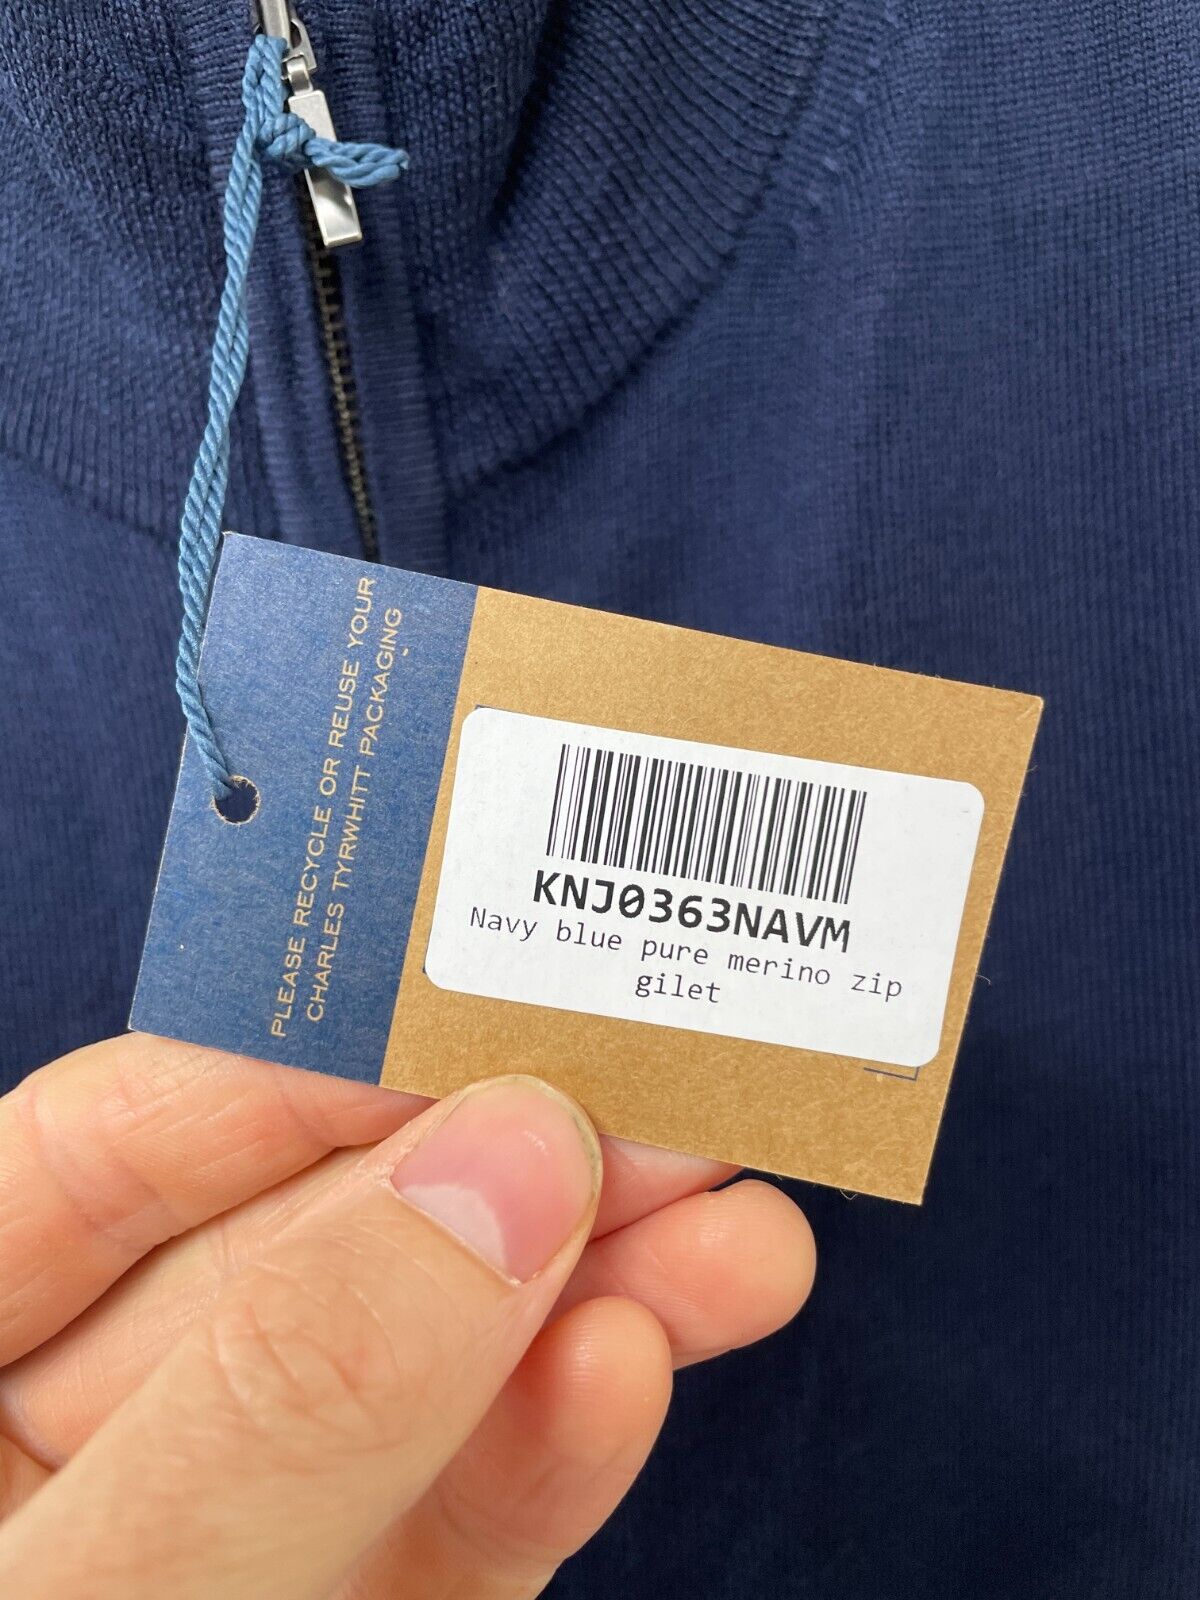 PLEASE RECYCLE OR REUSE YOUR
CHARLES TYRWHITT PACKAGING
KNJ0363NAVM
Navy blue pure merino zip
gilet